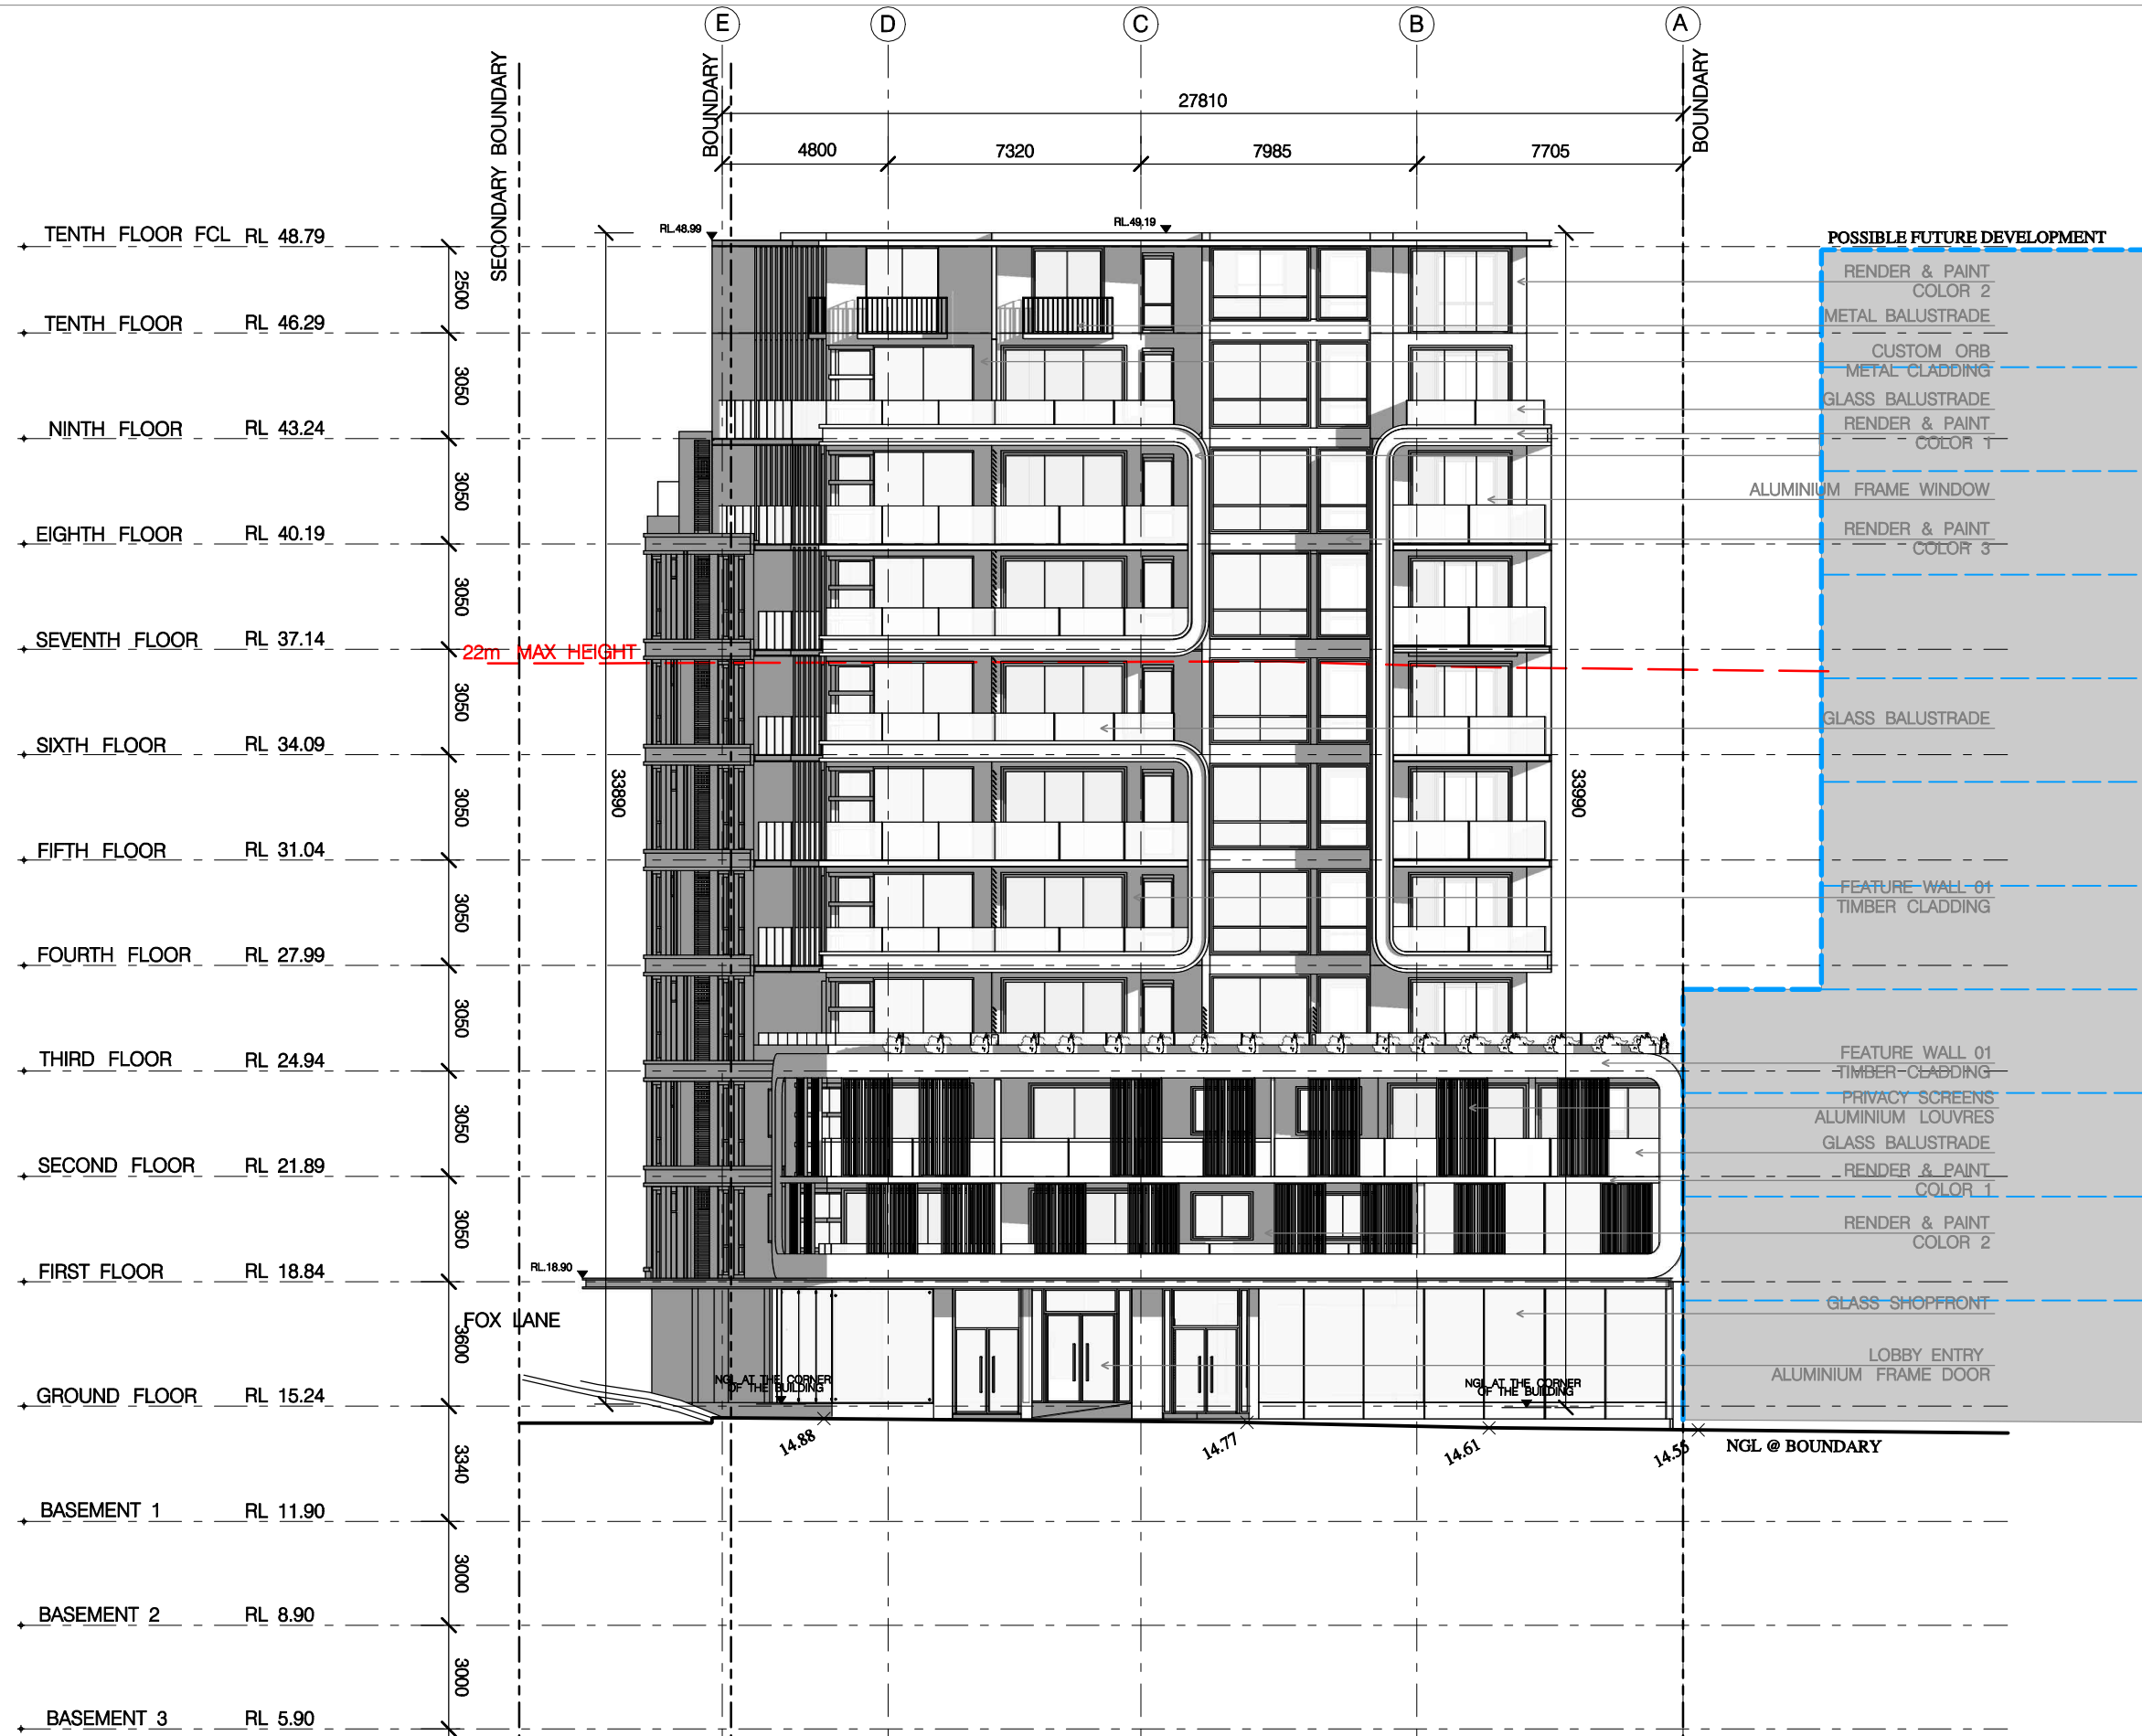 E
D
C
B
A
SECONDARY BOUNDARY
BOUNDARY
BOUNDARY
27810
4800
7320
7985
7705
RL.48.99
RL.49.19
TENTH FLOOR FCL RL 48.79
2500
TENTH FLOOR RL 46.29
3050
NINTH FLOOR RL 43.24
3050
EIGHTH FLOOR RL 40.19
3050
SEVENTH FLOOR RL 37.14
22m MAX HEIGHT
3050
SIXTH FLOOR RL 34.09
33890
33990
3050
FIFTH FLOOR RL 31.04
3050
FOURTH FLOOR RL 27.99
3050
THIRD FLOOR RL 24.94
3050
SECOND FLOOR RL 21.89
3050
FIRST FLOOR RL 18.84
RL.18.90
FOX LANE
3600
GROUND FLOOR RL 15.24
3340
BASEMENT 1 RL 11.90
3000
BASEMENT 2 RL 8.90
3000
BASEMENT 3 RL 5.90
POSSIBLE FUTURE DEVELOPMENT
RENDER & PAINT
COLOR 2
METAL BALUSTRADE
CUSTOM ORB
METAL CLADDING
GLASS BALUSTRADE
RENDER & PAINT
COLOR 1
ALUMINIUM FRAME WINDOW
RENDER & PAINT
COLOR 3
GLASS BALUSTRADE
FEATURE WALL 01
TIMBER CLADDING
FEATURE WALL 01
TIMBER CLADDING
PRIVACY SCREENS
ALUMINIUM LOUVRES
GLASS BALUSTRADE
RENDER & PAINT
COLOR 1
RENDER & PAINT
COLOR 2
GLASS SHOPFRONT
LOBBY ENTRY
ALUMINIUM FRAME DOOR
NGL AT THE CORNER
OF THE BUILDING
NGL AT THE CORNER
OF THE BUILDING
14.88
14.77
14.61
14.55
NGL @ BOUNDARY